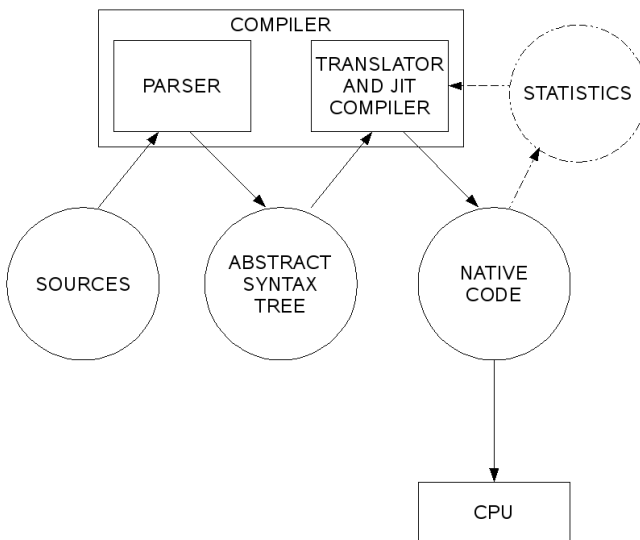 COMPILER
PARSER
TRANSLATOR
AND JIT
COMPILER
STATISTICS
SOURCES
ABSTRACT
SYNTAX
TREE
NATIVE
CODE
CPU